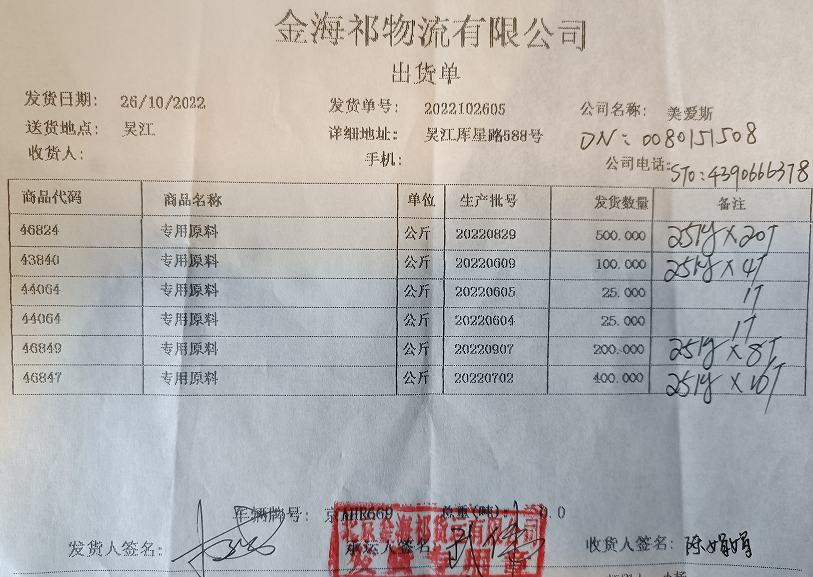 金海祁物流有限公司
出货单
发货日期： 26/10/2022 发货单号： 2022102605 公司名称： 美爱斯
送货地点： 吴江 详细地址： 吴江厍星路588号 DN：0080151508
收货人： 手机： 公司电话： STO：4390666378
商品代码 商品名称 单位 生产批号 发货数量 备注
46824 专用原料 公斤 20220829 500.000 25kg×20T
43840 专用原料 公斤 20220609 100.000 25kg×4T
44064 专用原料 公斤 20220605 25.000 1T
44064 专用原料 公斤 20220604 25.000 1T
46849 专用原料 公斤 20220907 200.000 25kg×8T
46847 专用原料 公斤 20220702 400.000 25kg×16T
车辆牌号： 总重(吨)：
北京金海祁货运有限公司
发货专用章
发货人签名： 承运人签名 收货人签名： 陈娟娟